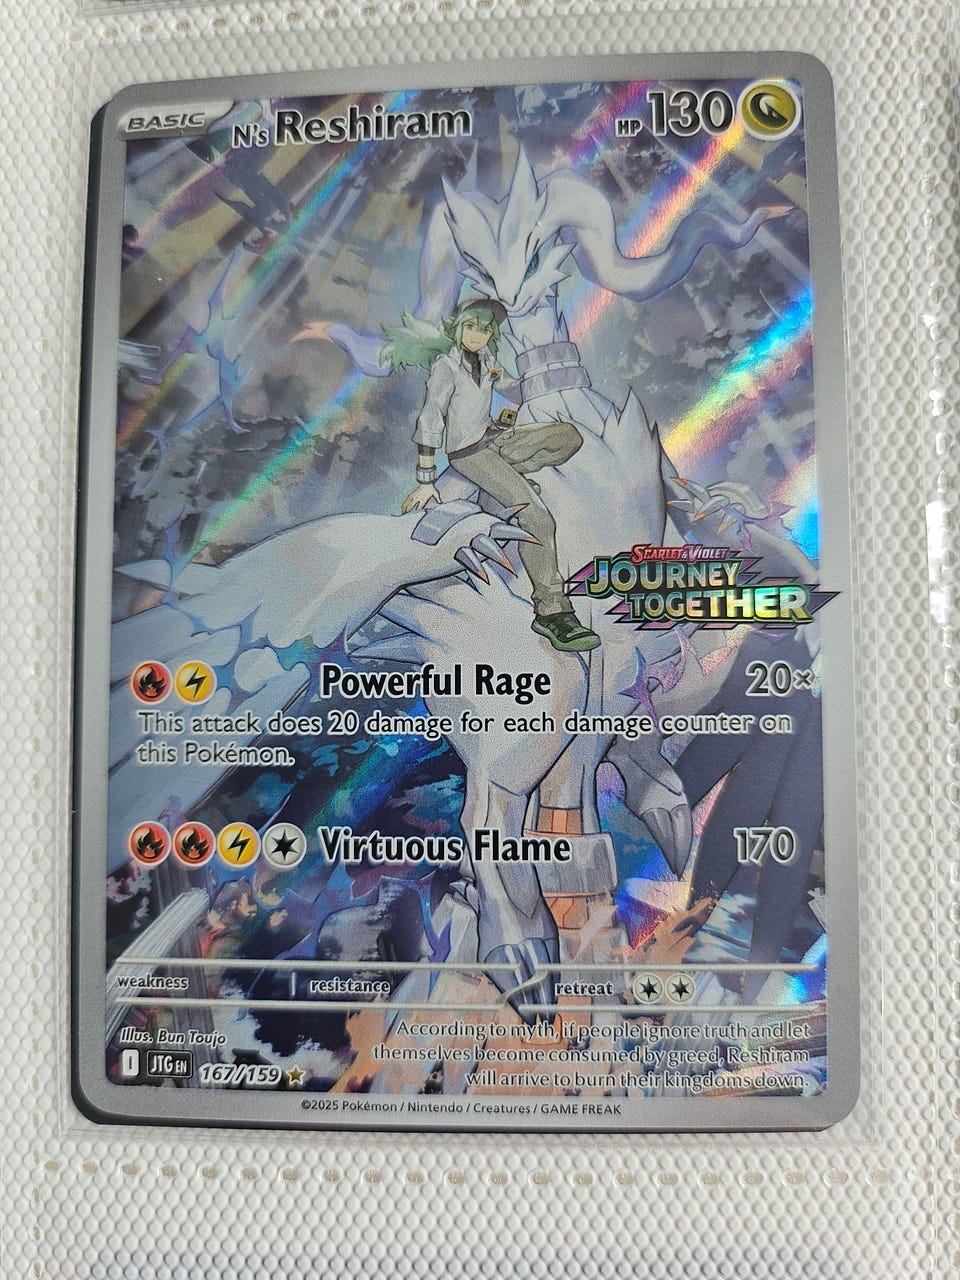 BASIC
N's Reshiram
HP 130
SCARLET & VIOLET
JOURNEY
TOGETHER
Powerful Rage 20×
This attack does 20 damage for each damage counter on
this Pokémon.
Virtuous Flame 170
weakness resistance retreat
Illus. Bun Toujo
According to myth, if people ignore truth and let
themselves become consumed by greed, Reshiram
will arrive to burn their kingdoms down.
I JTG EN 167/159
©2025 Pokémon / Nintendo / Creatures / GAME FREAK